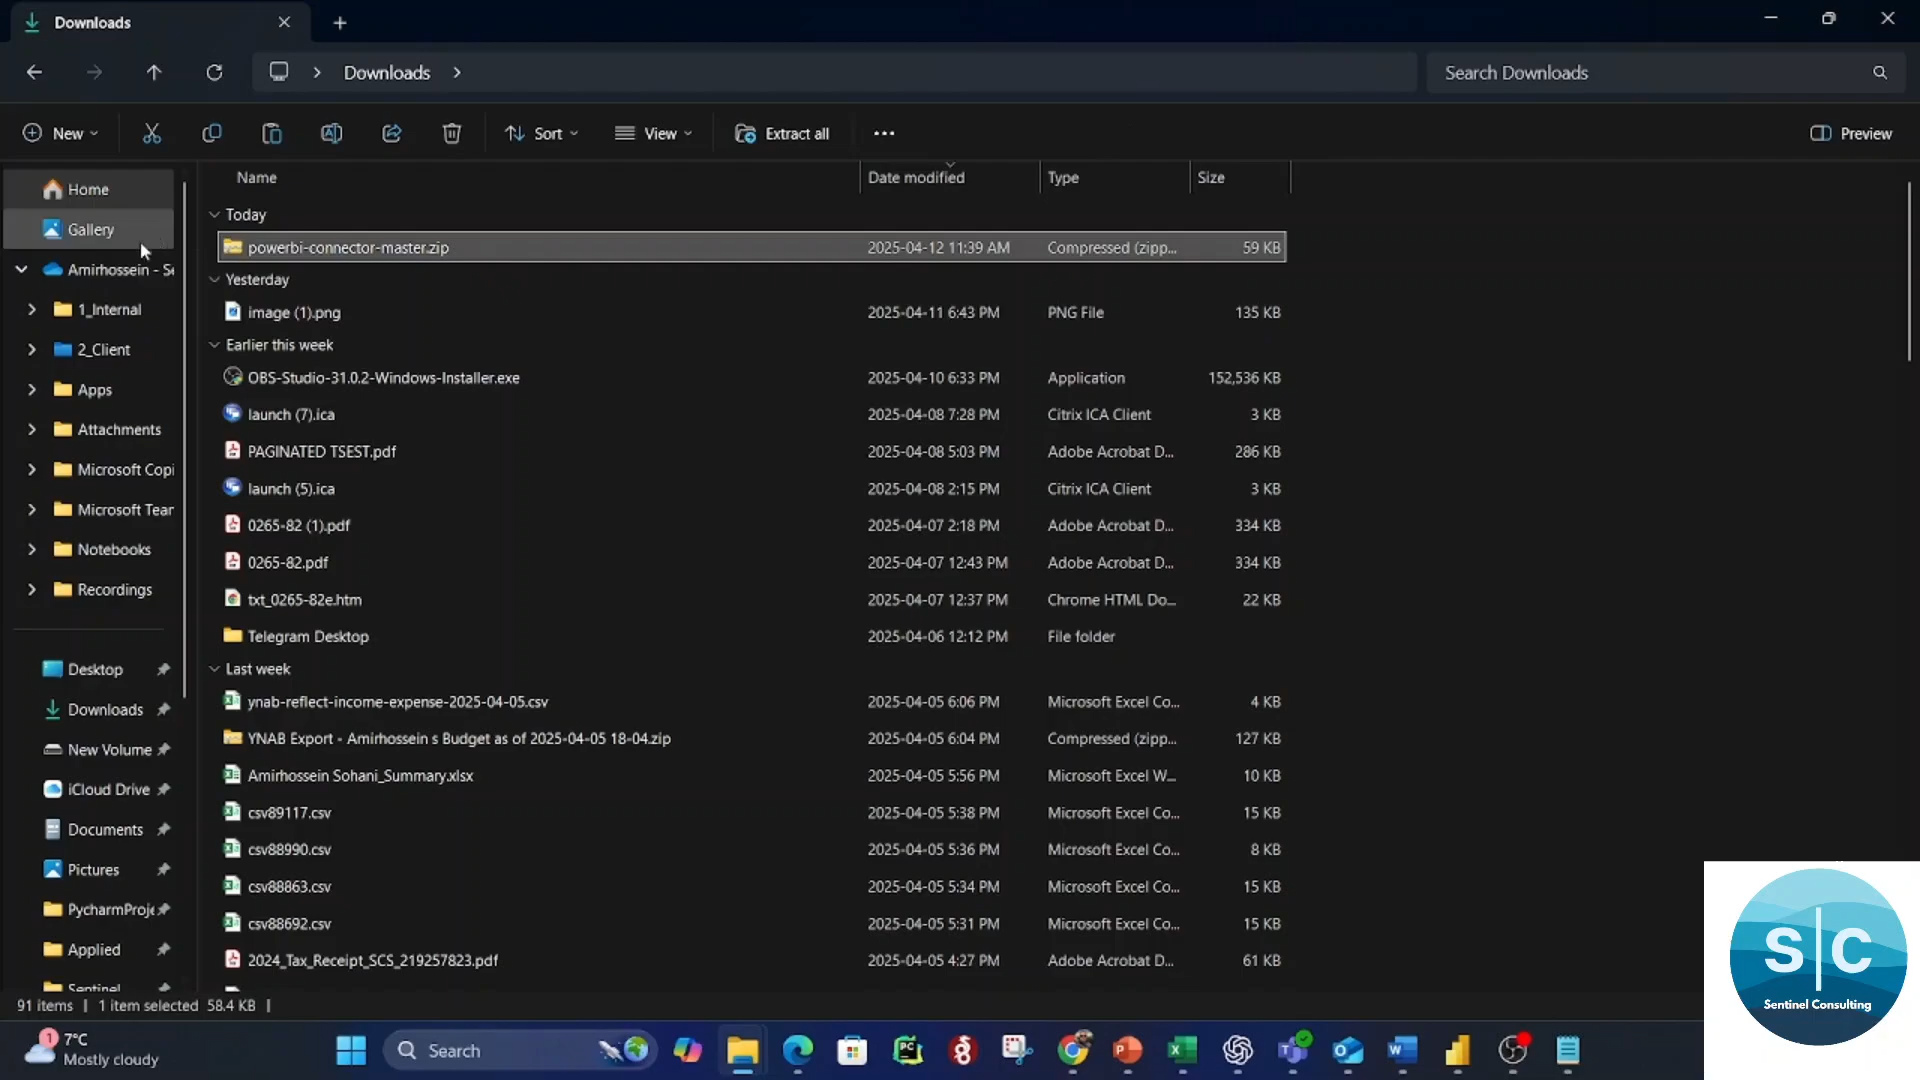 Downloads
Downloads
Search Downloads
New
Sort
View
Extract all
Preview
Name
Date modified
Type
Size
Home
Gallery
Amirhossein - Se
1_Internal
2_Client
Apps
Attachments
Microsoft Copi
Microsoft Tear
Notebooks
Recordings
Desktop
Downloads
New Volume
iCloud Drive
Documents
Pictures
PycharmProje
Applied
Sentinel
Today
powerbi-connector-master.zip 2025-04-12 11:39 AM Compressed (zipp... 59 KB
Yesterday
image (1).png 2025-04-11 6:43 PM PNG File 135 KB
Earlier this week
OBS-Studio-31.0.2-Windows-Installer.exe 2025-04-10 6:33 PM Application 152,536 KB
launch (7).ica 2025-04-08 7:28 PM Citrix ICA Client 3 KB
PAGINATED TSEST.pdf 2025-04-08 5:03 PM Adobe Acrobat D... 286 KB
launch (5).ica 2025-04-08 2:15 PM Citrix ICA Client 3 KB
0265-82 (1).pdf 2025-04-07 2:18 PM Adobe Acrobat D... 334 KB
0265-82.pdf 2025-04-07 12:43 PM Adobe Acrobat D... 334 KB
txt_0265-82e.htm 2025-04-07 12:37 PM Chrome HTML Do... 22 KB
Telegram Desktop 2025-04-06 12:12 PM File folder
Last week
ynab-reflect-income-expense-2025-04-05.csv 2025-04-05 6:06 PM Microsoft Excel Co... 4 KB
YNAB Export - Amirhossein s Budget as of 2025-04-05 18-04.zip 2025-04-05 6:04 PM Compressed (zipp... 127 KB
Amirhossein Sohani_Summary.xlsx 2025-04-05 5:56 PM Microsoft Excel W... 10 KB
csv89117.csv 2025-04-05 5:38 PM Microsoft Excel Co... 15 KB
csv88990.csv 2025-04-05 5:36 PM Microsoft Excel Co... 8 KB
csv88863.csv 2025-04-05 5:34 PM Microsoft Excel Co... 15 KB
csv88692.csv 2025-04-05 5:31 PM Microsoft Excel Co... 15 KB
2024_Tax_Receipt_SCS_219257823.pdf 2025-04-05 4:27 PM Adobe Acrobat D... 61 KB
91 items | 1 item selected 58.4 KB |
S|C
Sentinel Consulting
1
7°C
Mostly cloudy
Search